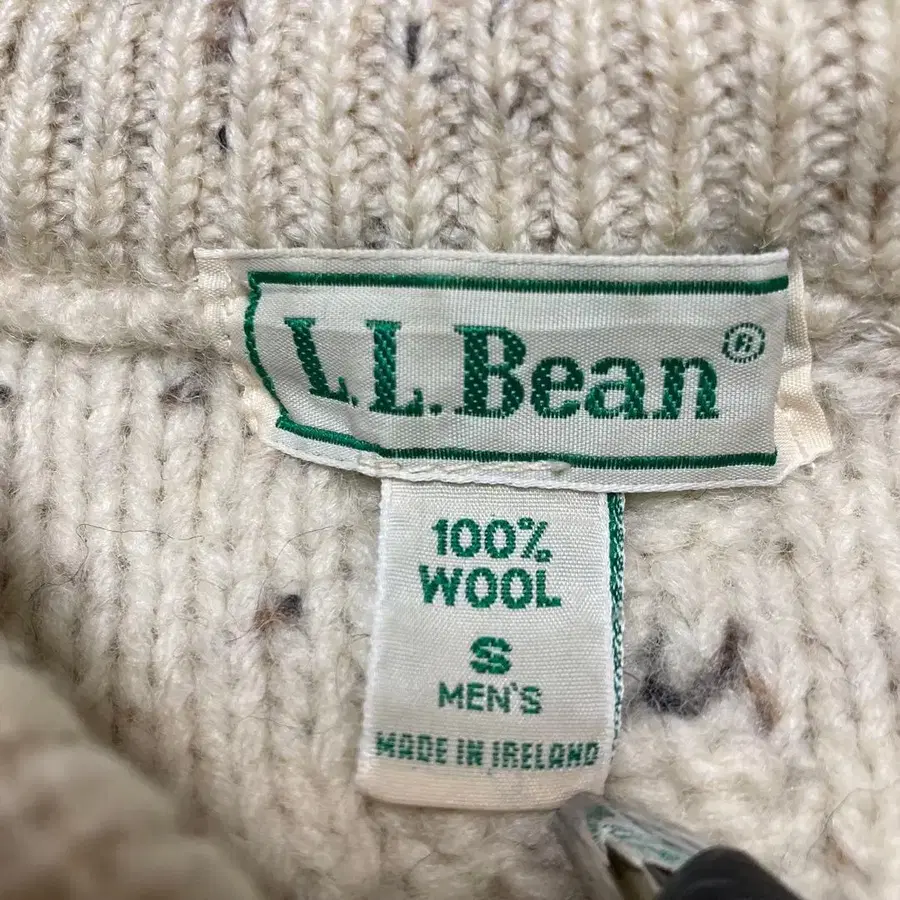 L.L.Bean®
100%
WOOL
S
MEN'S
MADE IN IRELAND